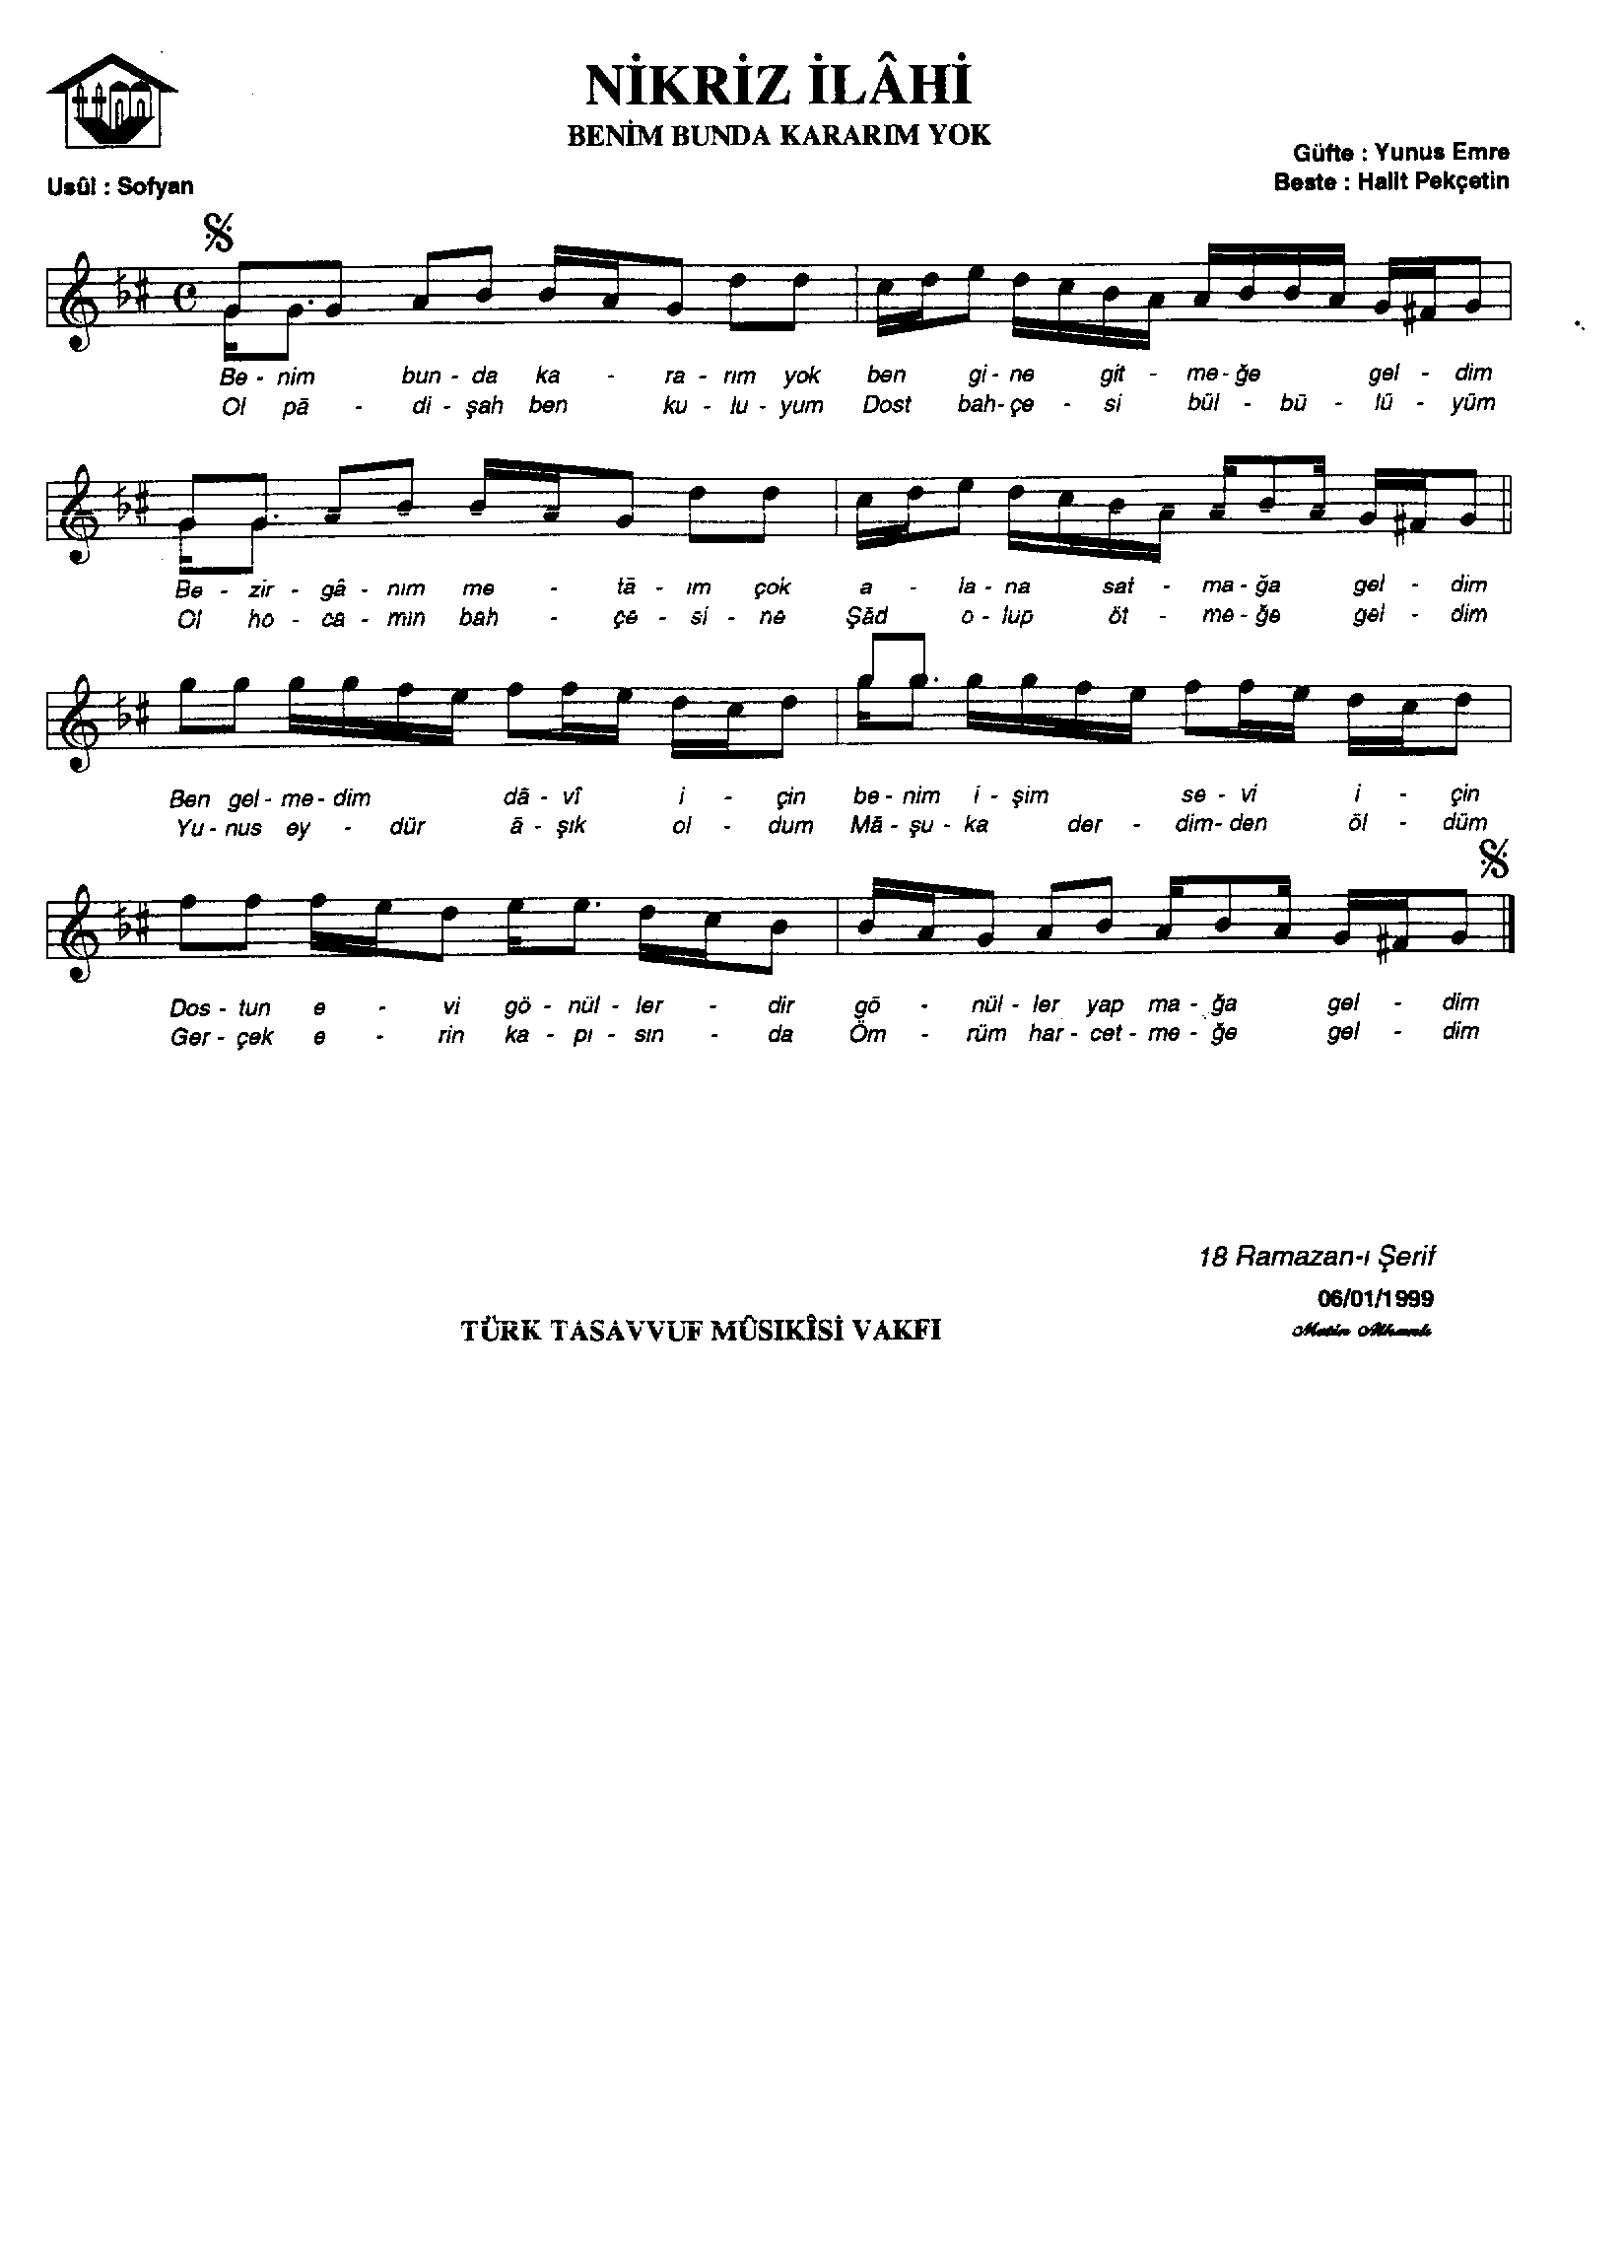 NİKRİZ İLÂHİ
BENİM BUNDA KARARIM YOK
Güfte : Yunus Emre
Usûl : Sofyan
Beste : Halit Pekçetin
Be - nim bun - da ka - ra - rım yok ben gi - ne git - me - ğe gel - dim
Ol pâ - di - şah ben ku - lu - yum Dost bah - çe - si bül - bü - lü - yüm
Be - zir - gâ - nım me - tâ - ım çok a - la - na sat - ma - ğa gel - dim
Ol ho - ca - mın bah - çe - si - ne Şâd o - lup öt - me - ğe gel - dim
Ben gel - me - dim dâ - vî i - çin be - nim i - şim se - vi i - çin
Yu - nus ey - dür â - şık ol - dum Mâ - şu - ka der - dim - den öl - düm
Dos - tun e - vi gö - nül - ler - dir gö - nül - ler yap ma - ğa gel - dim
Ger - çek e - rin ka - pı - sın - da Öm - rüm har - cet - me - ğe gel - dim
18 Ramazan-ı Şerif
06/01/1999
TÜRK TASAVVUF MÛSIKÎSİ VAKFI
Metin Alkanlı